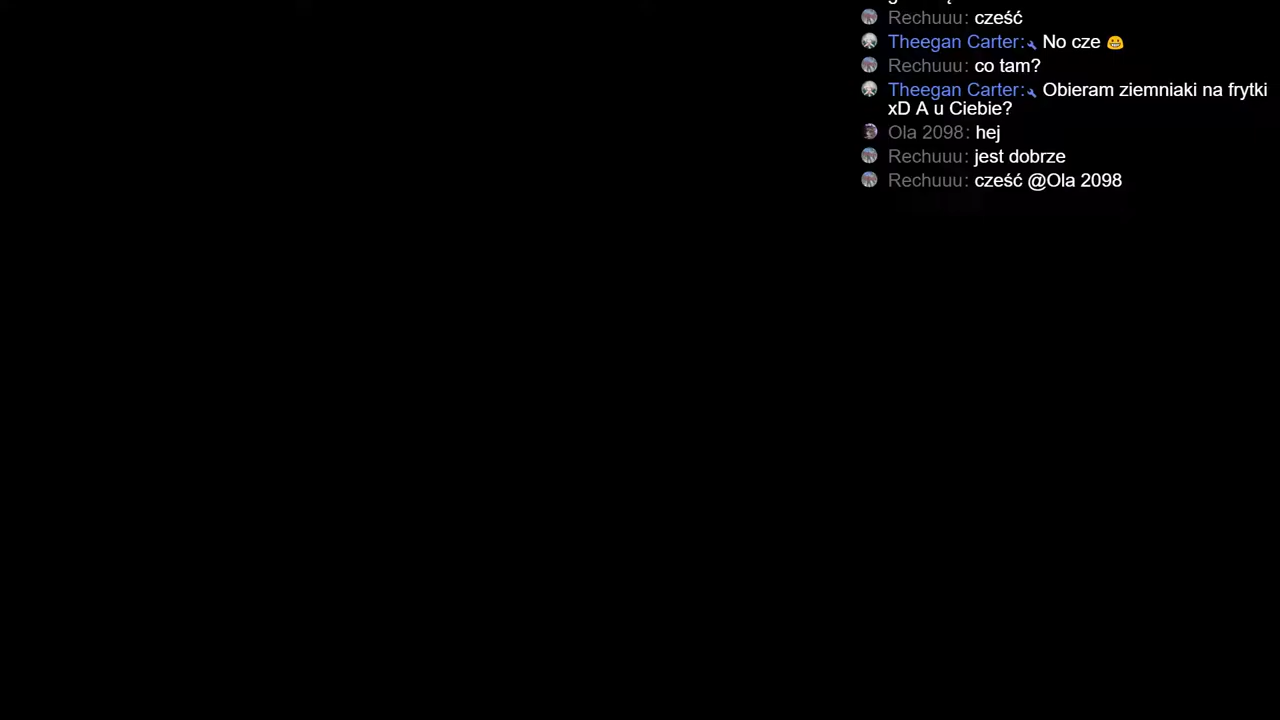 Rechuuu: cześć
Theegan Carter: No cze 😁
Rechuuu: co tam?
Theegan Carter: Obieram ziemniaki na frytki
xD A u Ciebie?
Ola 2098: hej
Rechuuu: jest dobrze
Rechuuu: cześć @Ola 2098